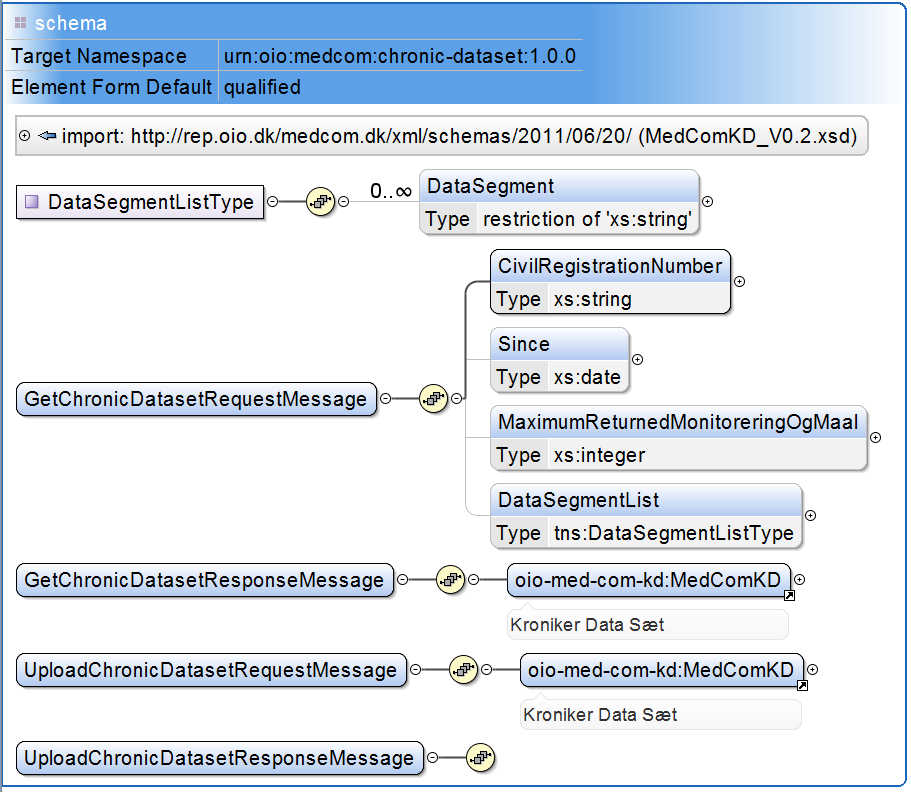 schema
Target Namespace urn:oio:medcom:chronic-dataset:1.0.0
Element Form Default qualified
import: http://rep.oio.dk/medcom.dk/xml/schemas/2011/06/20/ (MedComKD_V0.2.xsd)
DataSegmentListType
0..∞
DataSegment
Type restriction of 'xs:string'
GetChronicDatasetRequestMessage
CivilRegistrationNumber
Type xs:string
Since
Type xs:date
MaximumReturnedMonitoreringOgMaal
Type xs:integer
DataSegmentList
Type tns:DataSegmentListType
GetChronicDatasetResponseMessage
oio-med-com-kd:MedComKD
Kroniker Data Sæt
UploadChronicDatasetRequestMessage
oio-med-com-kd:MedComKD
Kroniker Data Sæt
UploadChronicDatasetResponseMessage